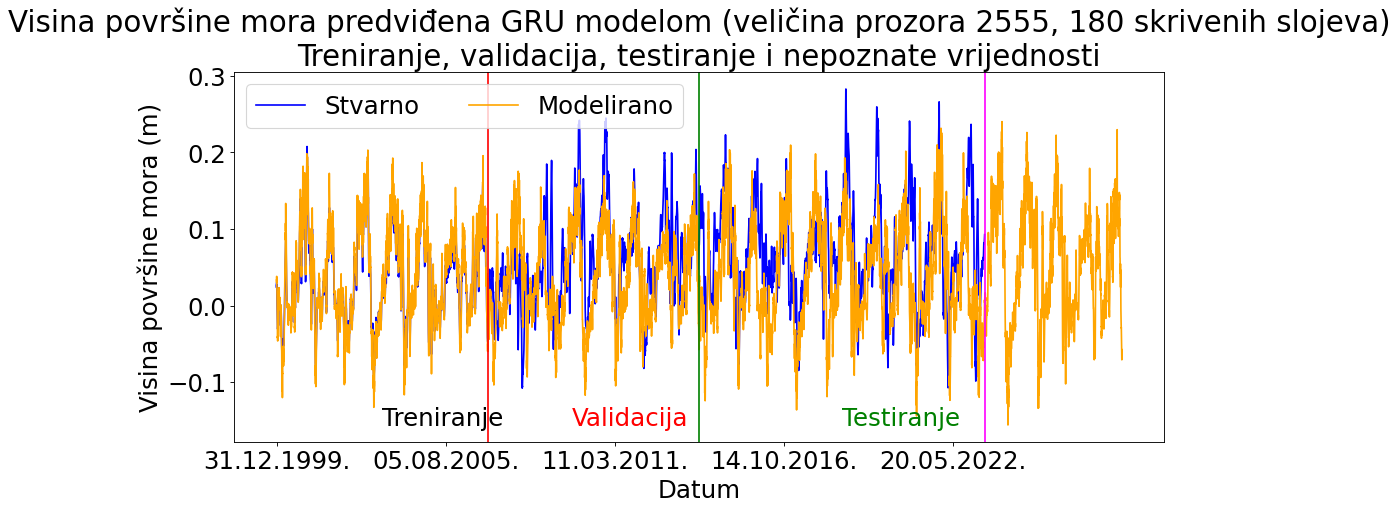 Visina površine mora predviđena GRU modelom (veličina prozora 2555, 180 skrivenih slojeva)
Treniranje, validacija, testiranje i nepoznate vrijednosti
Stvarno
Modelirano
Visina površine mora (m)
0.3
0.2
0.1
0.0
−0.1
Treniranje
Validacija
Testiranje
31.12.1999.
05.08.2005.
11.03.2011.
14.10.2016.
20.05.2022.
Datum